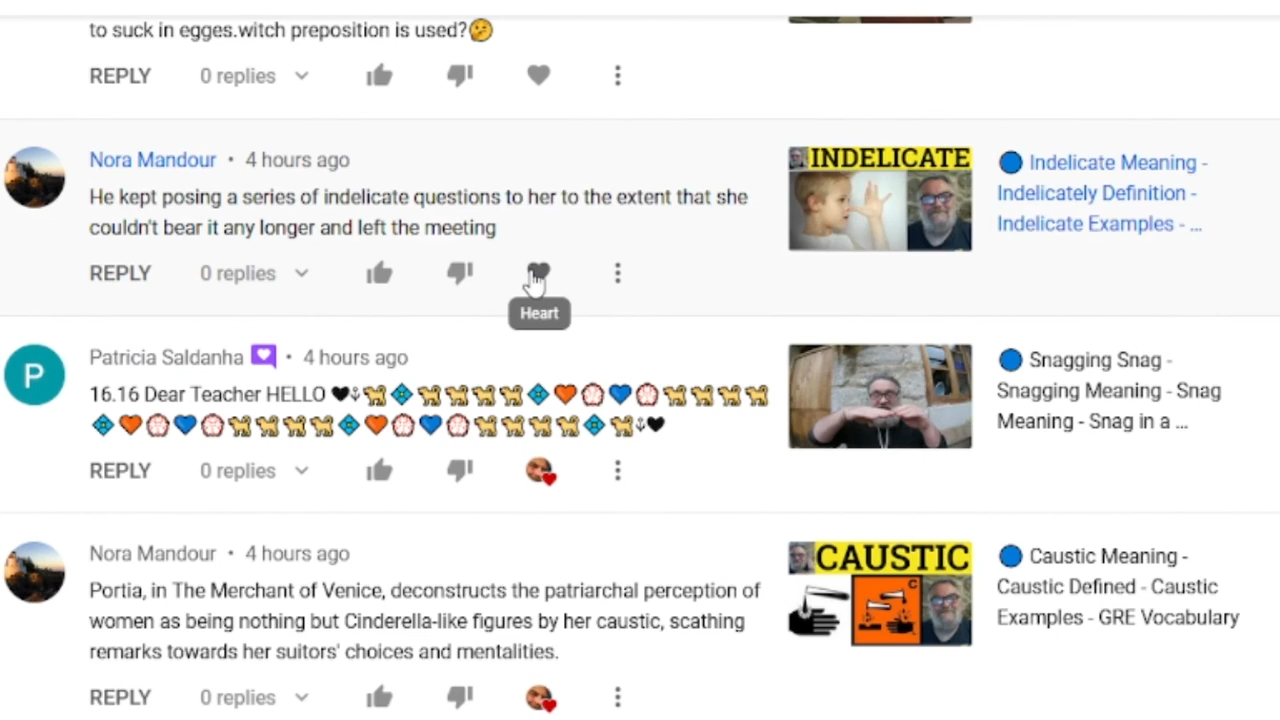 to suck in egges.witch preposition is used?🤔
REPLY 0 replies
Nora Mandour • 4 hours ago
He kept posing a series of indelicate questions to her to the extent that she
couldn't bear it any longer and left the meeting
REPLY 0 replies
Heart
INDELICATE
🔵 Indelicate Meaning -
Indelicately Definition -
Indelicate Examples - ...
P
Patricia Saldanha • 4 hours ago
16.16 Dear Teacher HELLO 🖤⚓🐕💠🐕🐕🐕🐕💠🧡⚾💙⚾🐕🐕🐕🐕
💠🧡⚾💙⚾🐕🐕🐕🐕💠🧡⚾💙⚾🐕🐕🐕🐕💠🐕⚓🖤
REPLY 0 replies
🔵 Snagging Snag -
Snagging Meaning - Snag
Meaning - Snag in a ...
Nora Mandour • 4 hours ago
Portia, in The Merchant of Venice, deconstructs the patriarchal perception of
women as being nothing but Cinderella-like figures by her caustic, scathing
remarks towards her suitors' choices and mentalities.
REPLY 0 replies
CAUSTIC
C
🔵 Caustic Meaning -
Caustic Defined - Caustic
Examples - GRE Vocabulary